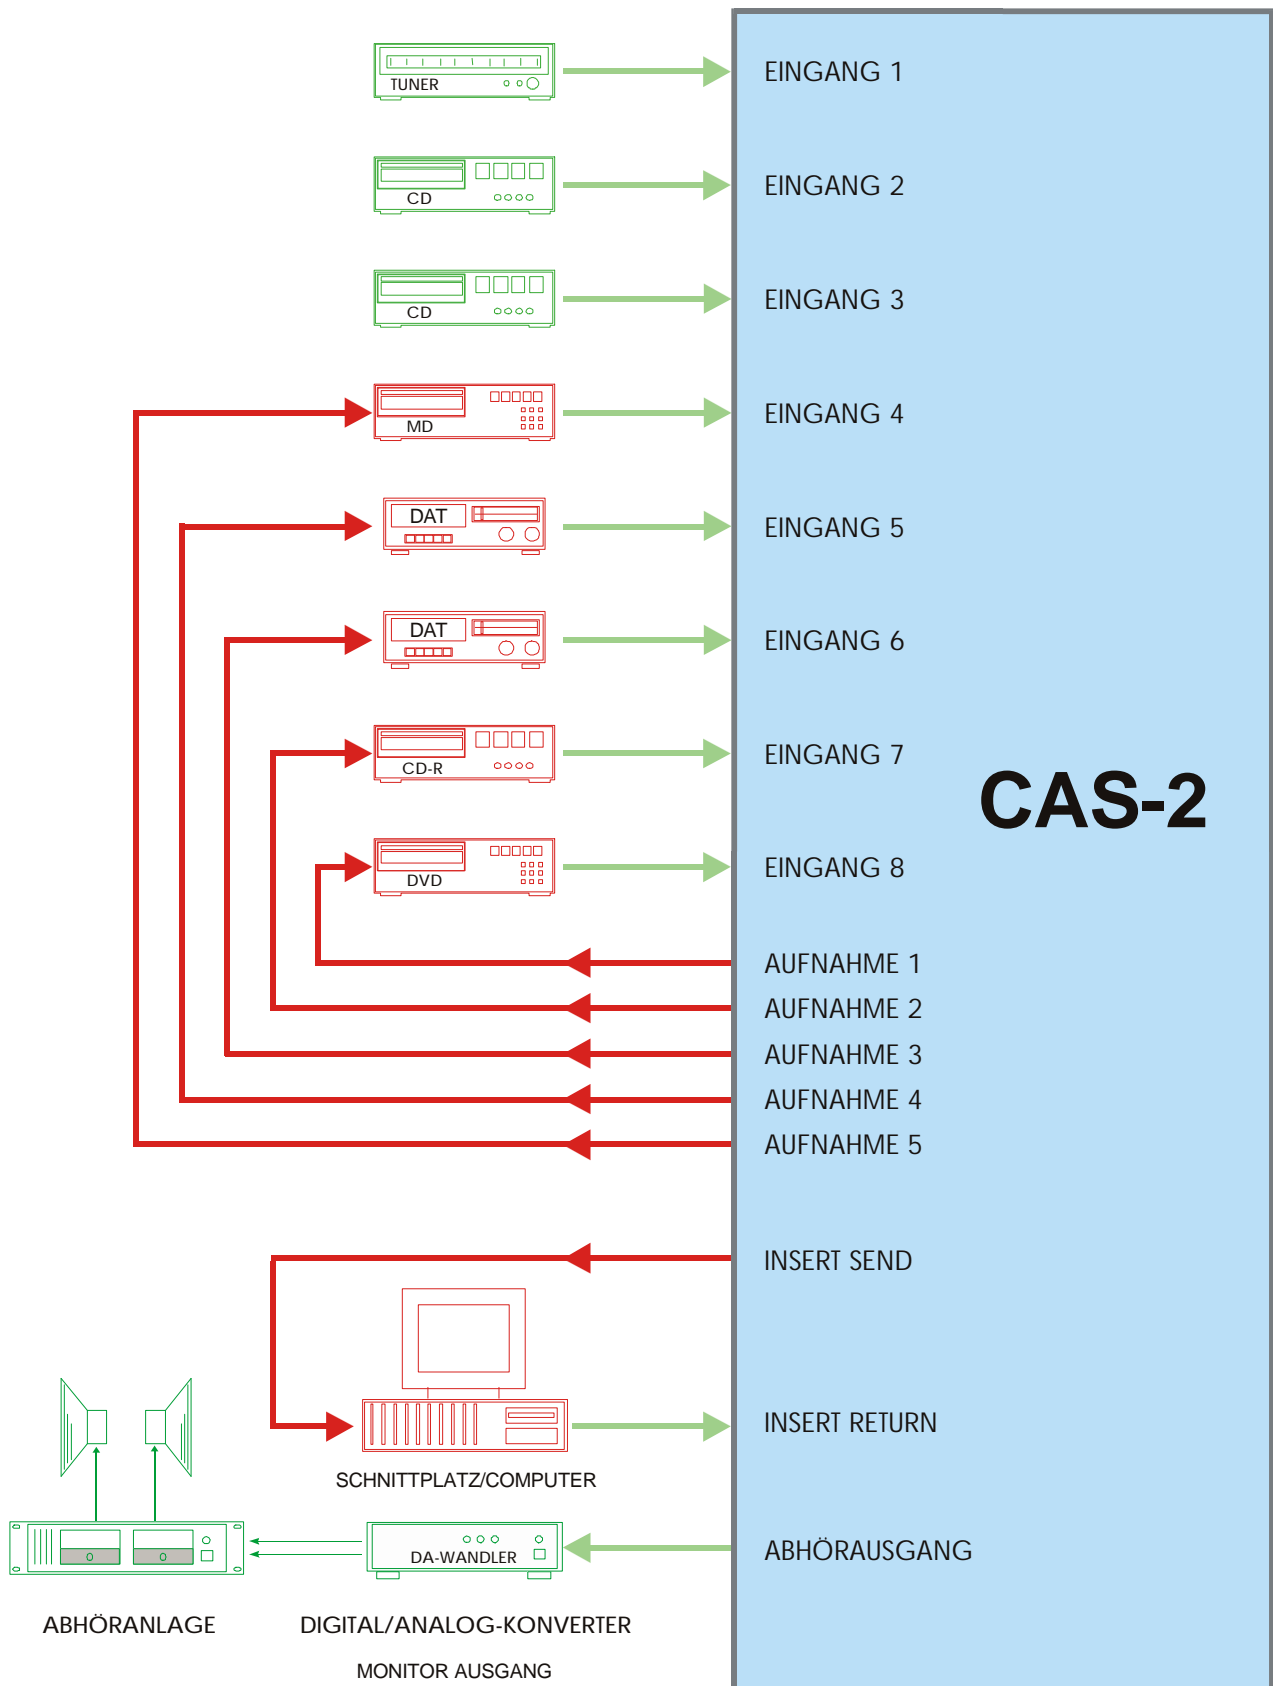 TUNER
EINGANG 1
CD
EINGANG 2
CD
EINGANG 3
MD
EINGANG 4
DAT
EINGANG 5
DAT
EINGANG 6
CD-R
EINGANG 7
CAS-2
DVD
EINGANG 8
AUFNAHME 1
AUFNAHME 2
AUFNAHME 3
AUFNAHME 4
AUFNAHME 5
INSERT SEND
INSERT RETURN
SCHNITTPLATZ/COMPUTER
DA-WANDLER
ABHÖRAUSGANG
ABHÖRANLAGE
DIGITAL/ANALOG-KONVERTER
MONITOR AUSGANG